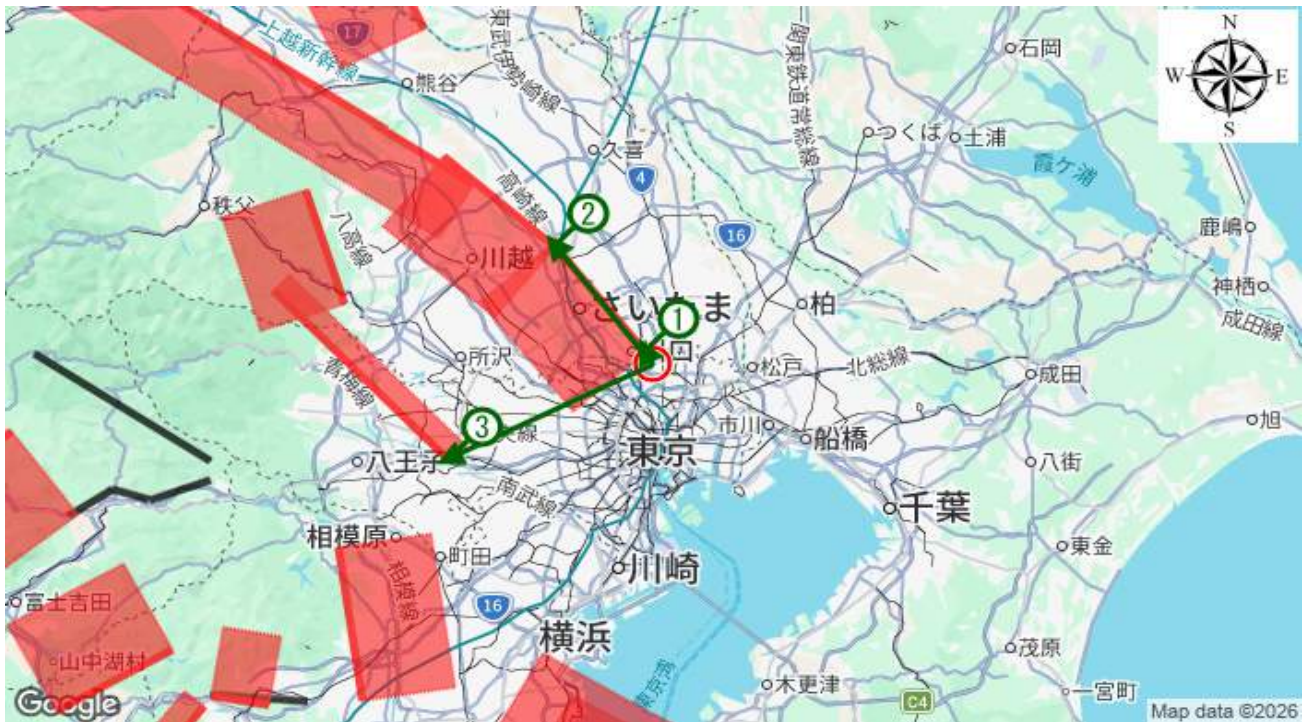 N
W E
S
17
上越新幹線
東武伊勢崎線
関東鉄道常総線
石岡
熊谷
つくば
土浦
久喜
霞ケ浦
4
高崎線
秩父
②
16
鹿嶋
八高線
川越
神栖
さいたま
柏
①
成田線
所沢
口
松戸
北総線
成田
青梅線
③
市川
船橋
旭
八王子
東京
八街
南武線
千葉
相模原
町田
川崎
東金
相模線
富士吉田
16
横浜
茂原
山中湖村
木更津
一宮町
C4
Google
Map data ©2026